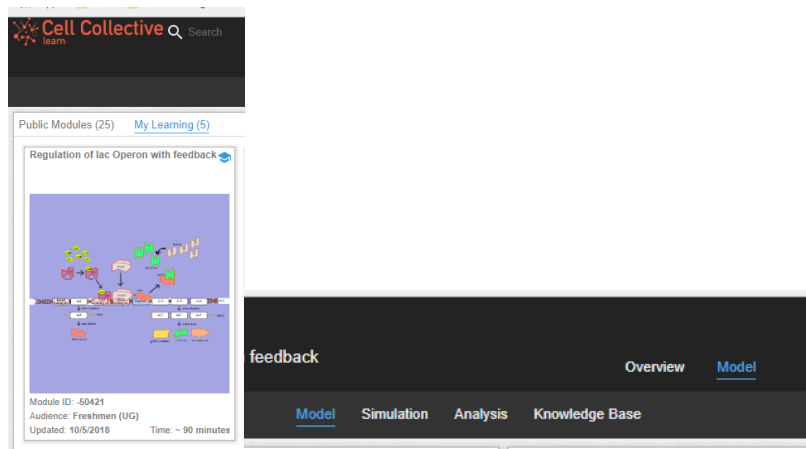 Cell Collective
learn
Search
Public Modules (25) My Learning (5)
Regulation of lac Operon with feedback
Module ID: -50421
Audience: Freshmen (UG)
Updated: 10/5/2018 Time: ~ 90 minutes
feedback
Overview Model
Model Simulation Analysis Knowledge Base